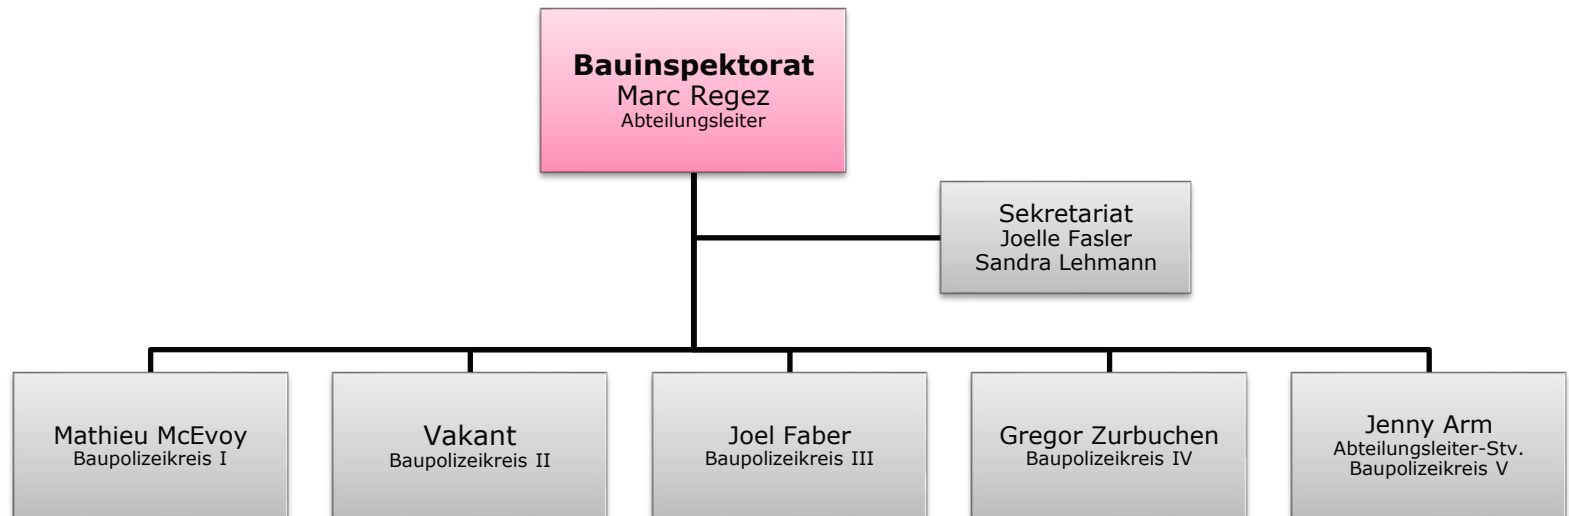 Bauinspektorat
Marc Regez
Abteilungsleiter
Sekretariat
Joelle Fasler
Sandra Lehmann
Mathieu McEvoy
Baupolizeikreis I
Vakant
Baupolizeikreis II
Joel Faber
Baupolizeikreis III
Gregor Zurbuchen
Baupolizeikreis IV
Jenny Arm
Abteilungsleiter-Stv.
Baupolizeikreis V